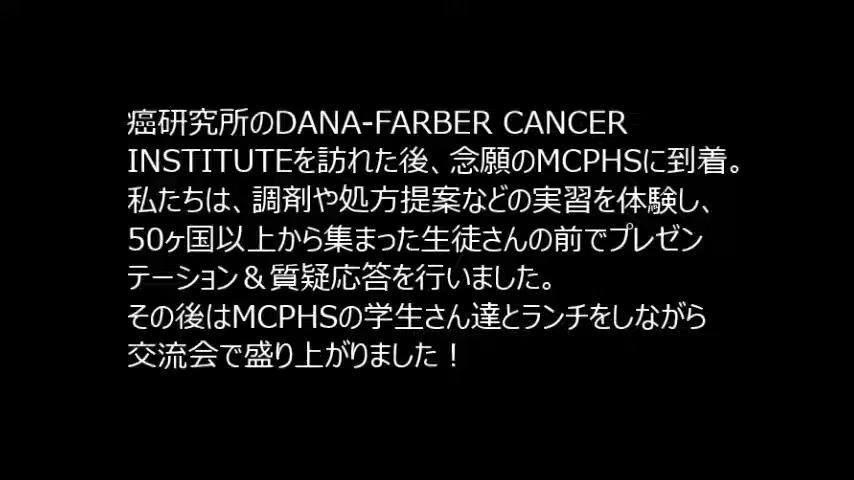 癌研究所のDANA-FARBER CANCER
INSTITUTEを訪れた後、念願のMCPHSに到着。
私たちは、調剤や処方提案などの実習を体験し、
50ヶ国以上から集まった生徒さんの前でプレゼン
テーション＆質疑応答を行いました。
その後はMCPHSの学生さん達とランチをしながら
交流会で盛り上がりました！